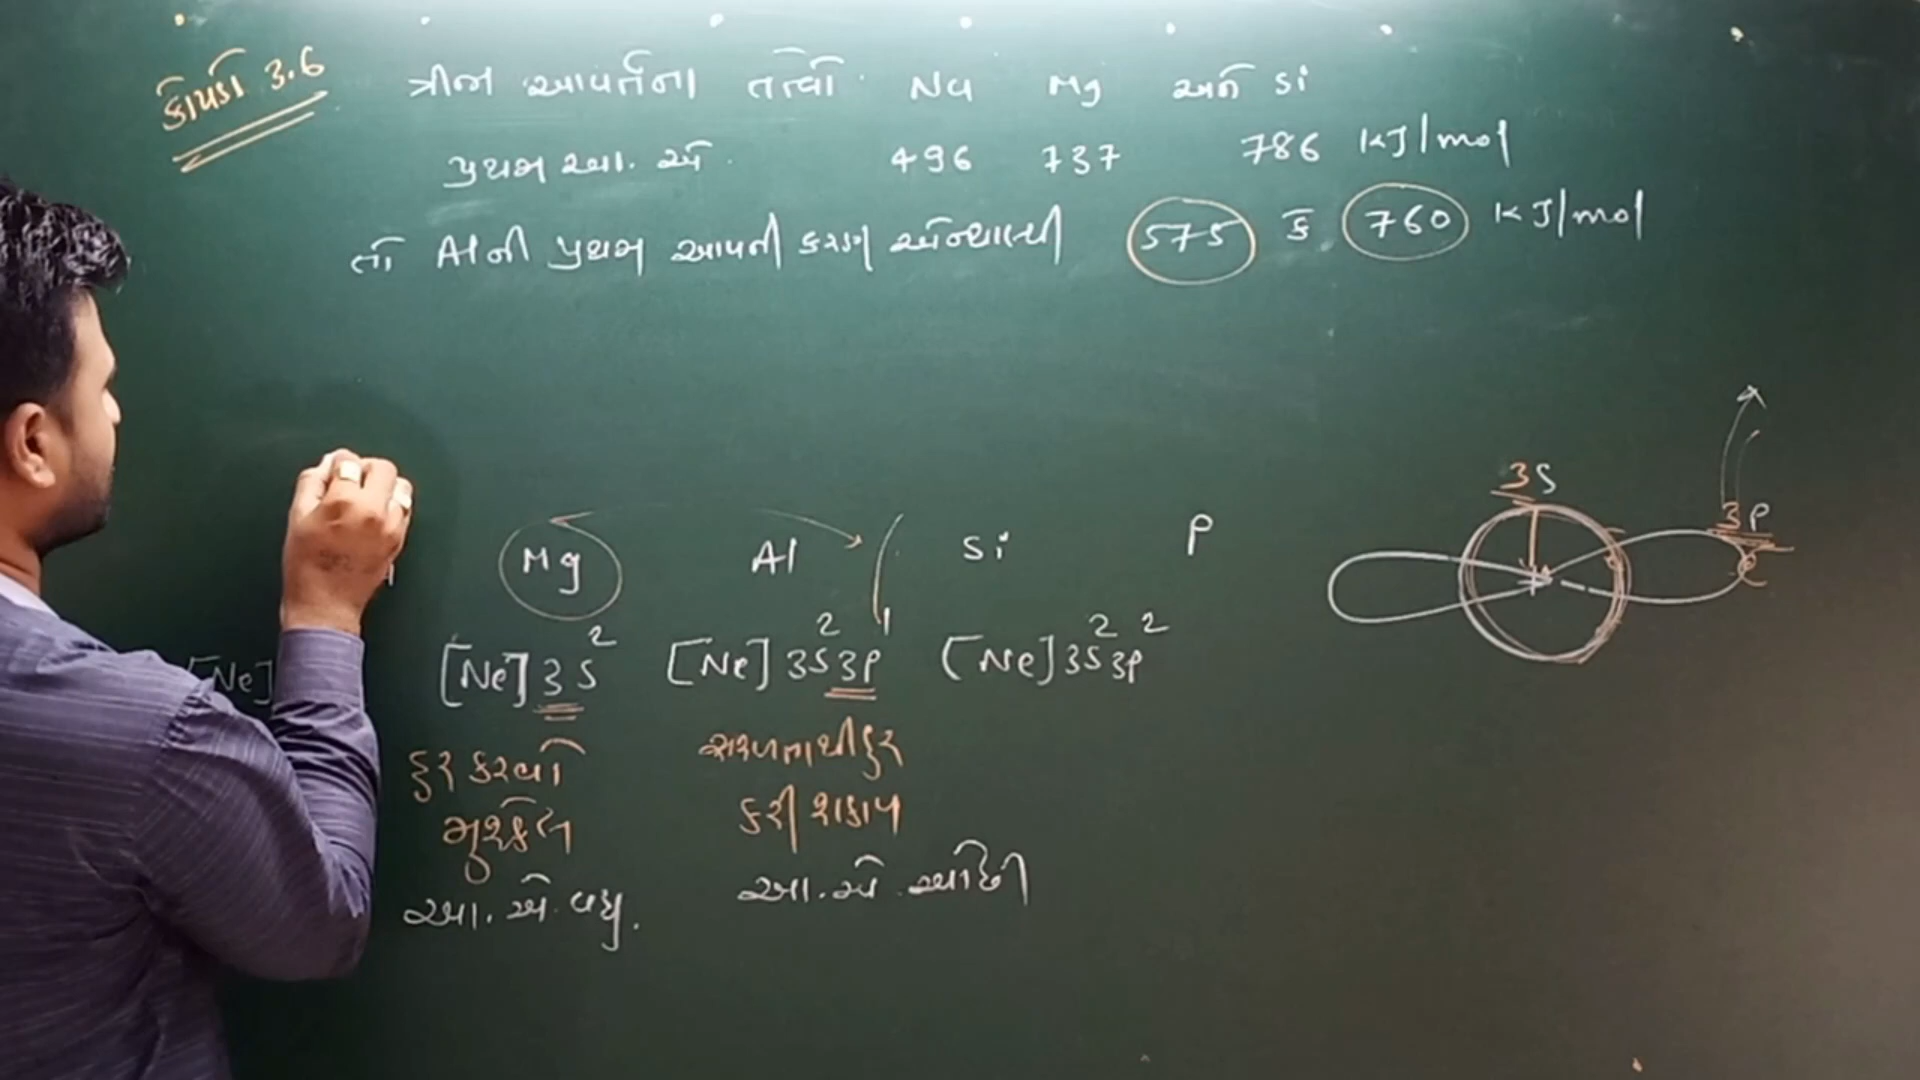 કોયડો 3.6
ત્રીજા આવર્તના તત્વો Na Mg અને Si
પ્રથમ આ. એ. 496 737 786 KJ/mol
તો Al ની પ્રથમ આયની કરણ એન્થાલ્પી 575 કે 760 KJ/mol
3s 3p
Mg Al Si P
[Ne] [Ne]3s² [Ne]3s²3p¹ [Ne]3s²3p²
દુર કરવો સરળતાથી દુર
મુશ્કેલ કરી શકાય
આ. એ. વધુ. આ. એ. ઓછી